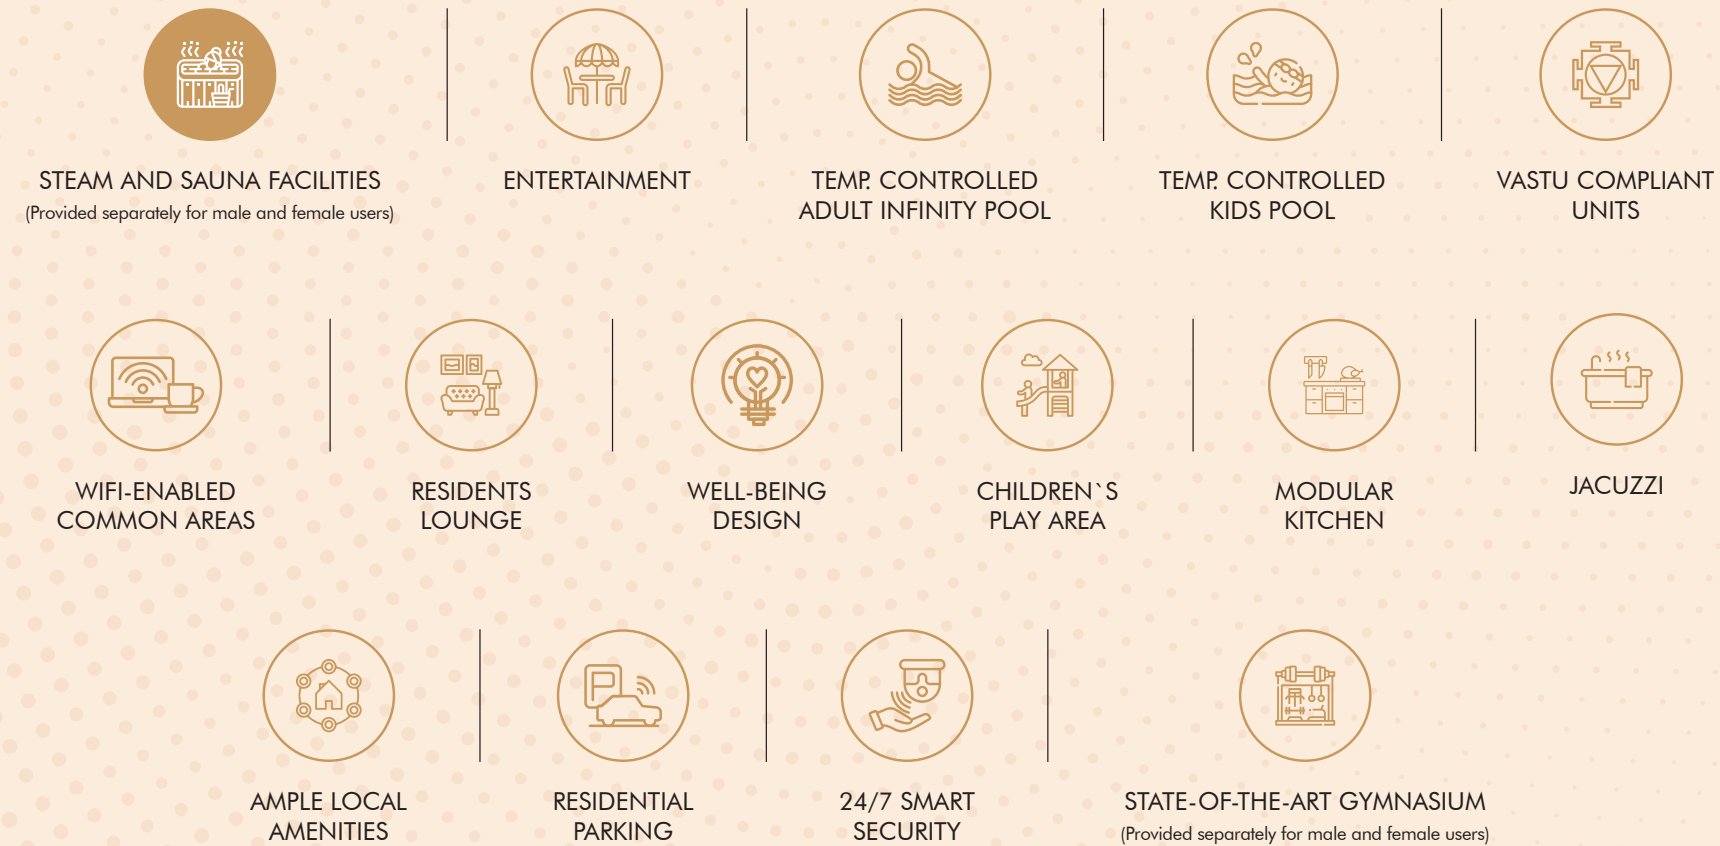 STEAM AND SAUNA FACILITIES
(Provided separately for male and female users)
ENTERTAINMENT
TEMP. CONTROLLED
ADULT INFINITY POOL
TEMP. CONTROLLED
KIDS POOL
VASTU COMPLIANT
UNITS
WIFI-ENABLED
COMMON AREAS
RESIDENTS
LOUNGE
WELL-BEING
DESIGN
CHILDREN`S
PLAY AREA
MODULAR
KITCHEN
JACUZZI
P
AMPLE LOCAL
AMENITIES
RESIDENTIAL
PARKING
24/7 SMART
SECURITY
STATE-OF-THE-ART GYMNASIUM
(Provided separately for male and female users)